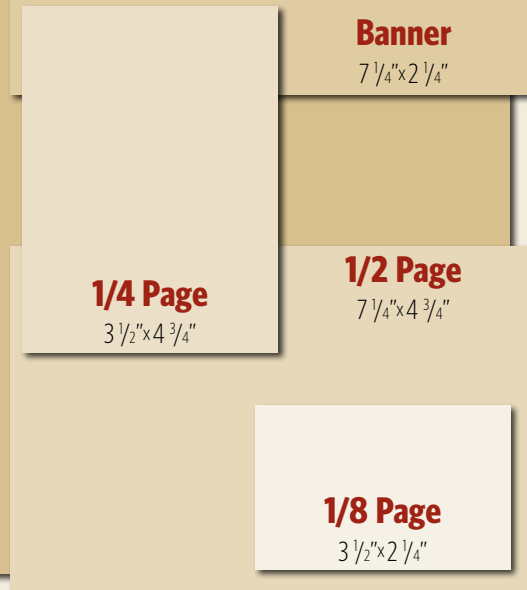 Banner
7 1/4"x2 1/4"
1/2 Page
7 1/4"x4 3/4"
1/4 Page
3 1/2"x4 3/4"
1/8 Page
3 1/2"x2 1/4"